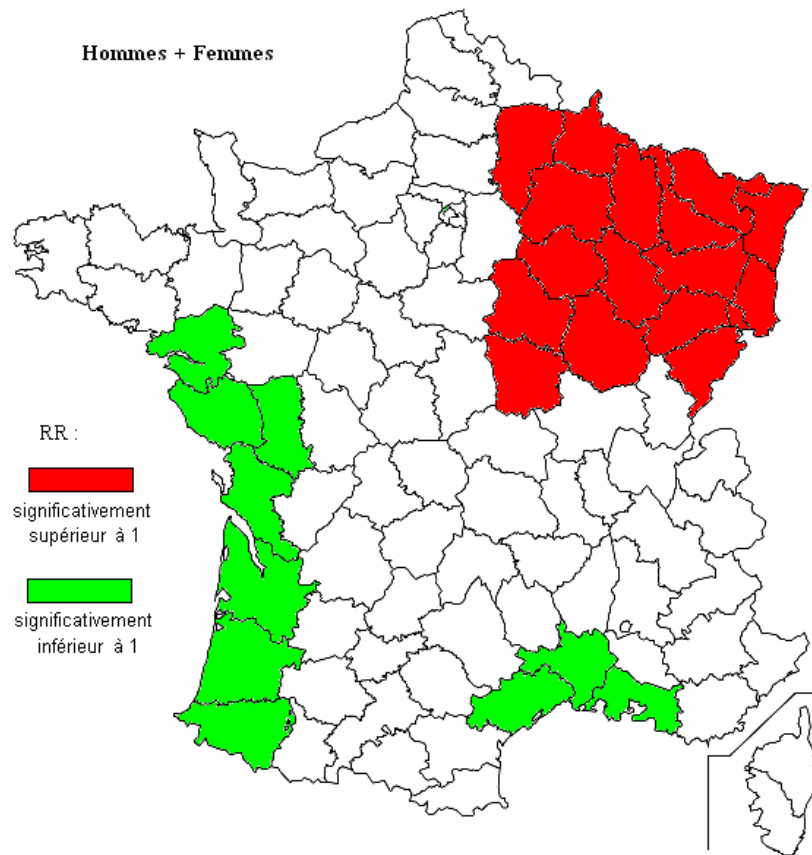 Hommes + Femmes
RR :
significativement
supérieur à 1
significativement
inférieur à 1